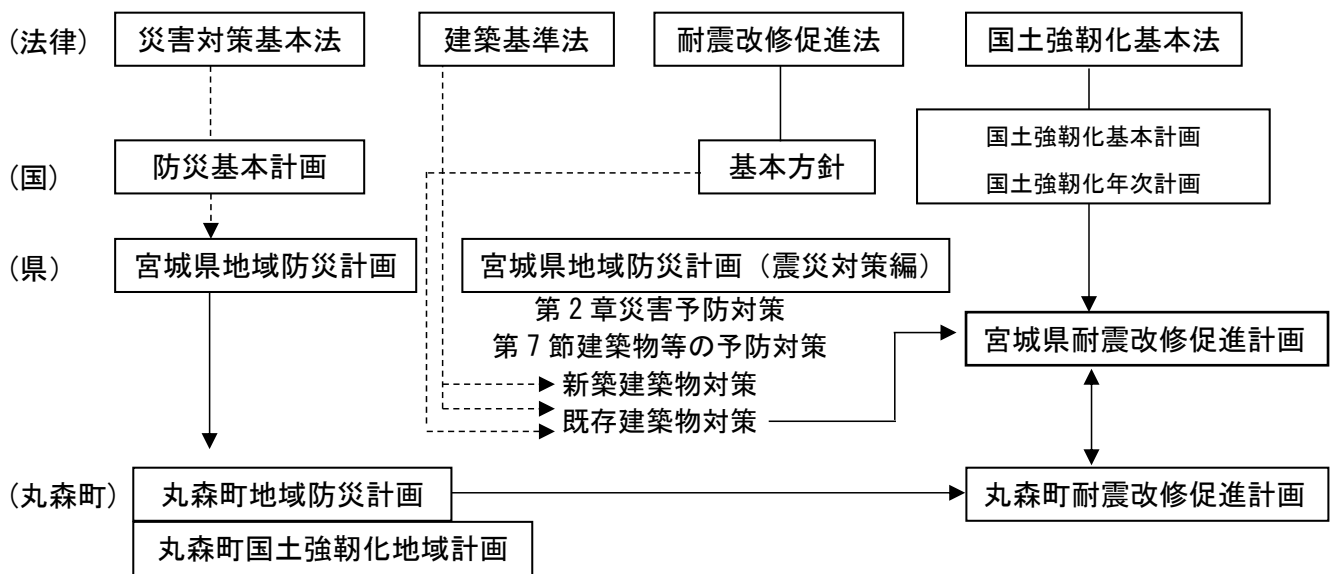 (法律) 災害対策基本法 建築基準法 耐震改修促進法 国土強靭化基本法
国土強靭化基本計画
(国) 防災基本計画 基本方針
国土強靭化年次計画
(県) 宮城県地域防災計画 宮城県地域防災計画(震災対策編)
第2章災害予防対策
第7節建築物等の予防対策 宮城県耐震改修促進計画
新築建築物対策
既存建築物対策
(丸森町) 丸森町地域防災計画 丸森町耐震改修促進計画
丸森町国土強靭化地域計画